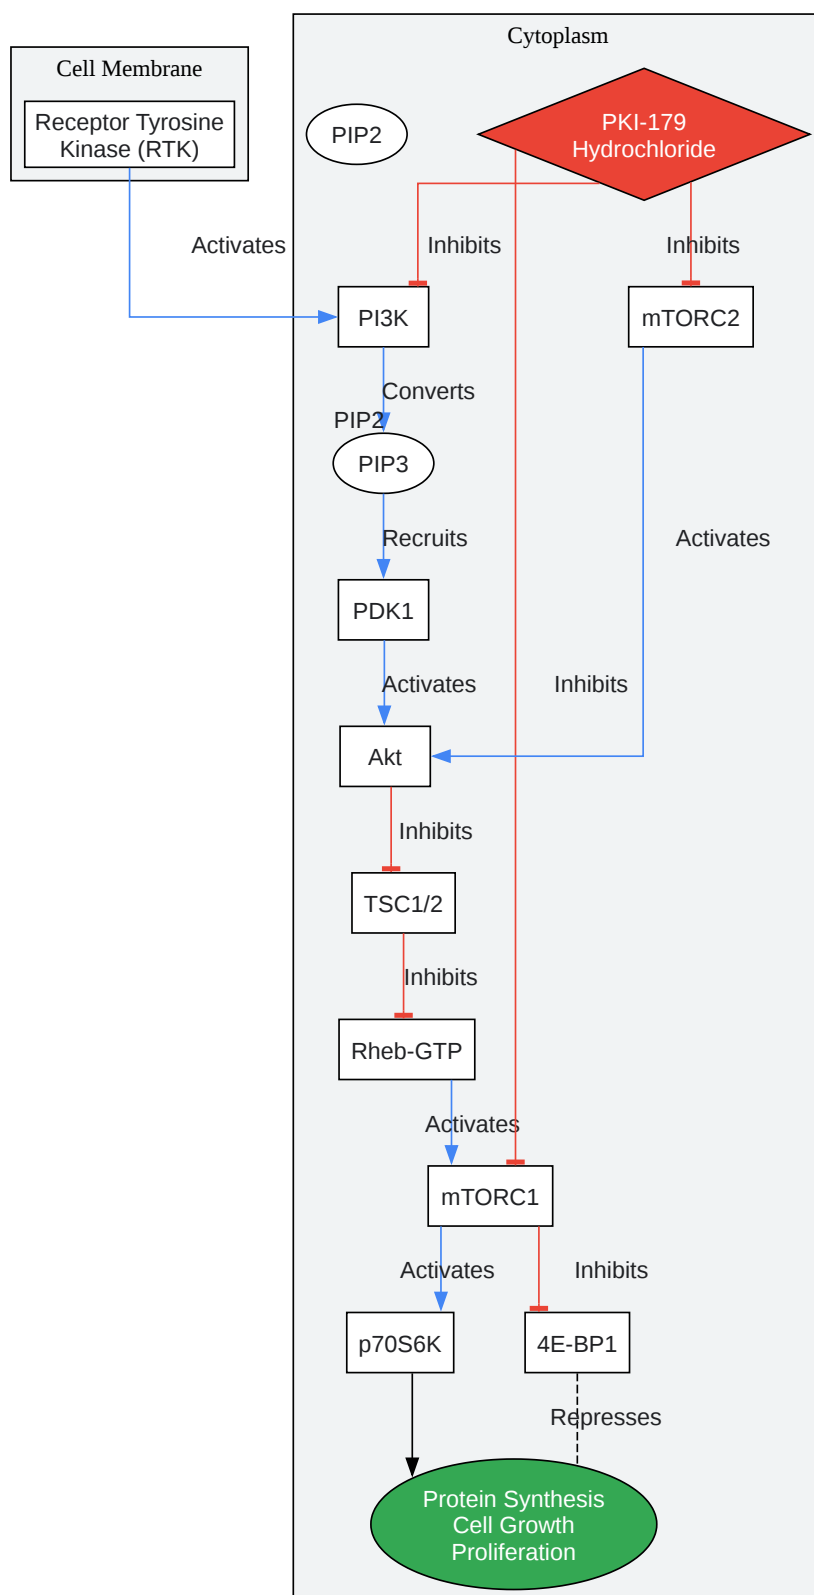 Cytoplasm
Cell Membrane
Receptor Tyrosine
Kinase (RTK)
PIP2
PKI-179
Hydrochloride
Activates
Inhibits
Inhibits
PI3K
mTORC2
Converts
PIP2
PIP3
Recruits
Activates
PDK1
Activates
Inhibits
Akt
Inhibits
TSC1/2
Inhibits
Rheb-GTP
Activates
mTORC1
Activates
Inhibits
p70S6K
4E-BP1
Represses
Protein Synthesis
Cell Growth
Proliferation